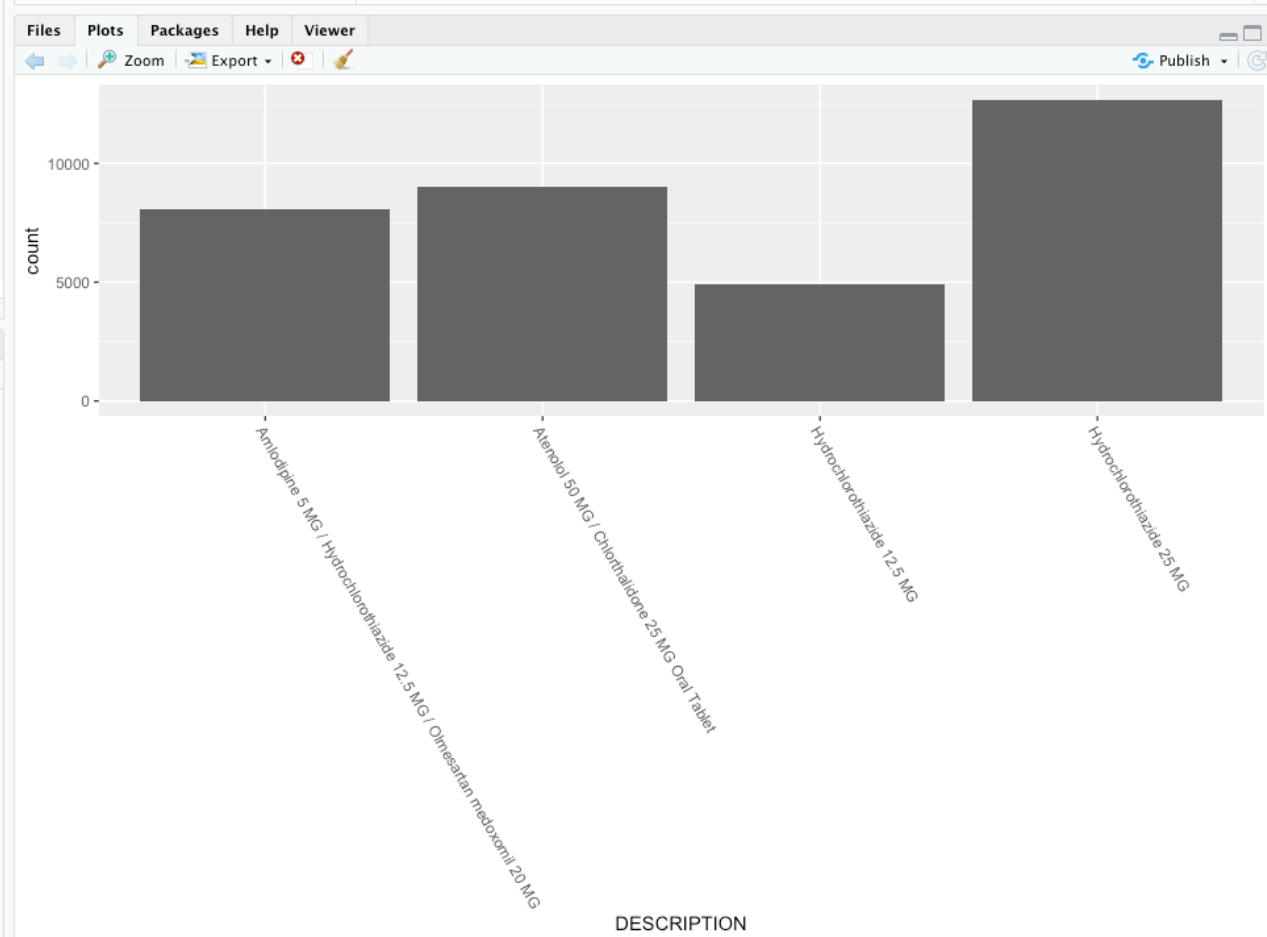 Files Plots Packages Help Viewer
Zoom Export Publish
10000
5000
0
count
Amlodipine 5 MG / Hydrochlorothiazide 12.5 MG / Olmesartan medoxomil 20 MG
Atenolol 50 MG / Chlorthalidone 25 MG Oral Tablet
Hydrochlorothiazide 12.5 MG
Hydrochlorothiazide 25 MG
DESCRIPTION